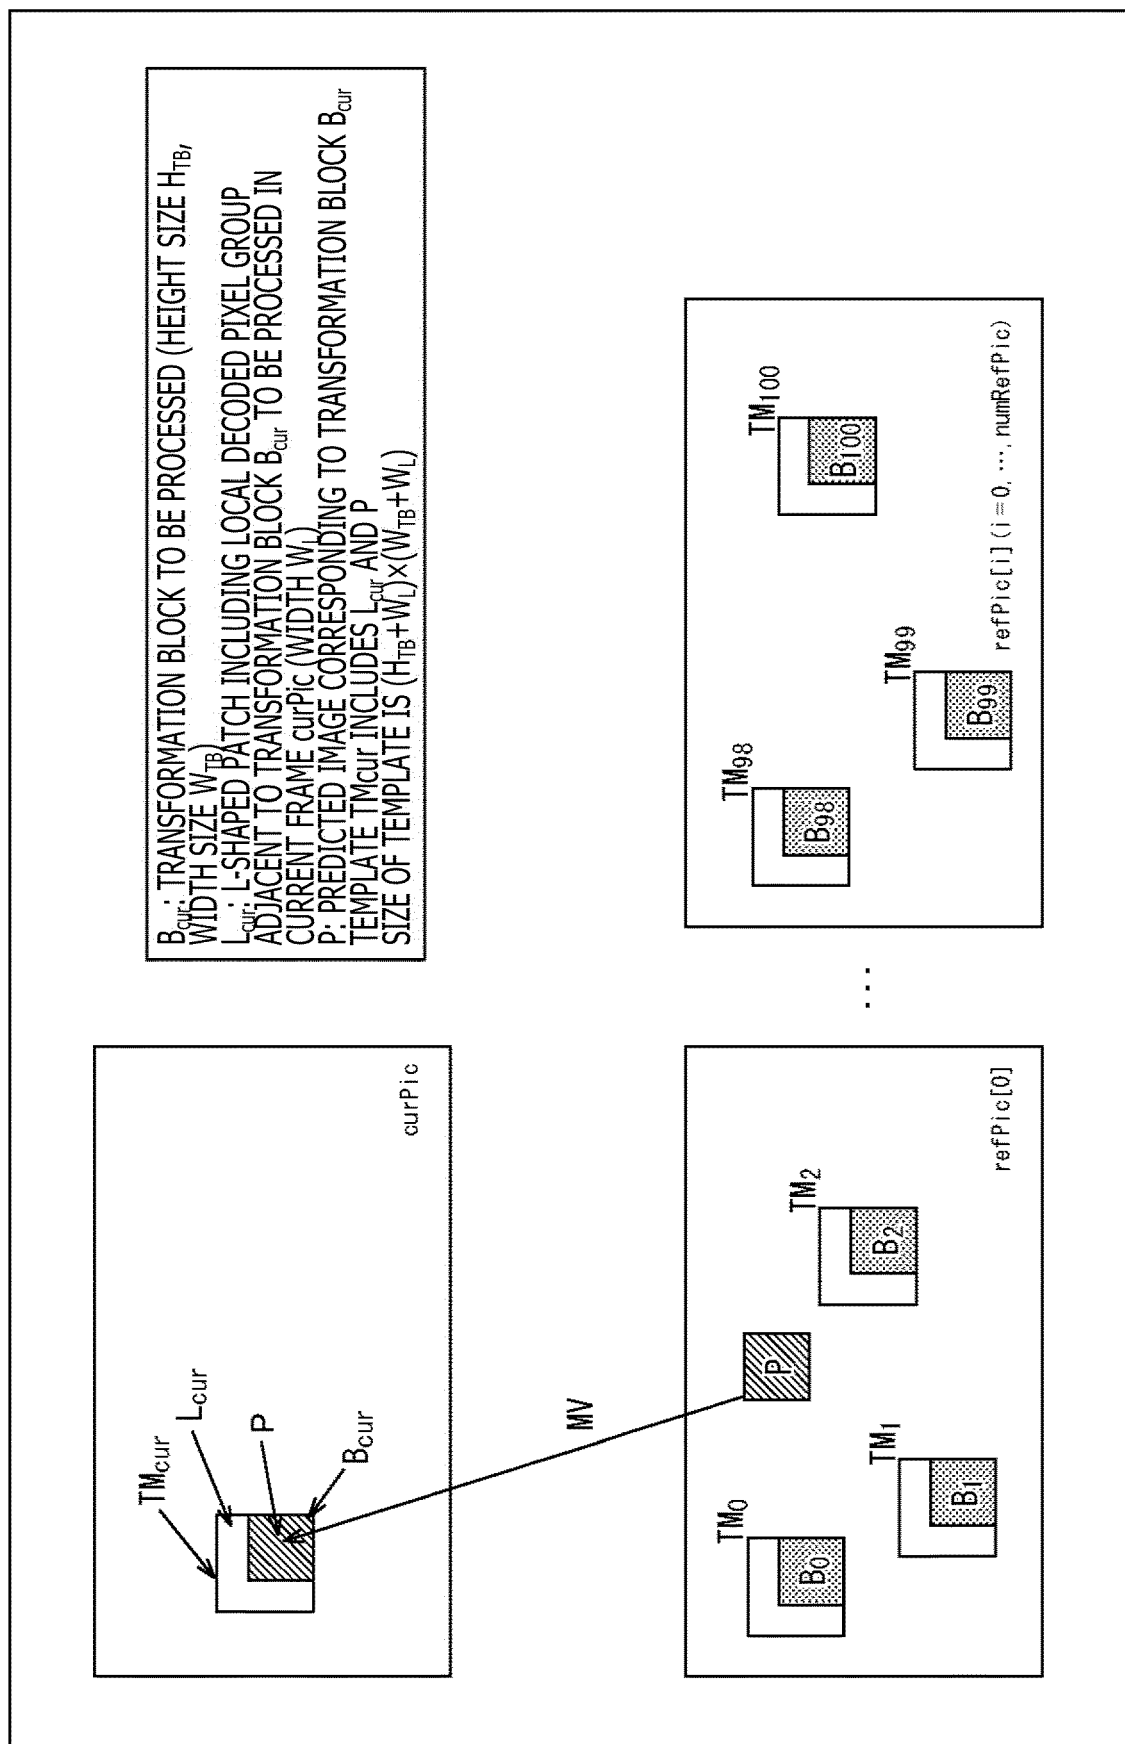 TMcur
Lcur
P
Bcur
curPic
Bcur: TRANSFORMATION BLOCK TO BE PROCESSED (HEIGHT SIZE HTB,
WIDTH SIZE WTB)
Lcur: L-SHAPED PATCH INCLUDING LOCAL DECODED PIXEL GROUP
ADJACENT TO TRANSFORMATION BLOCK Bcur TO BE PROCESSED IN
CURRENT FRAME curPic (WIDTH WL)
P: PREDICTED IMAGE CORRESPONDING TO TRANSFORMATION BLOCK Bcur
TEMPLATE TMcur INCLUDES Lcur AND P
SIZE OF TEMPLATE IS (HTB+WL)×(WTB+WL)
MV
TM0
B0
TM1
B1
P
TM2
B2
refPic[0]
...
TM98
B98
TM99
B99
TM100
B100
refPic[i](i=0, ..., numRefPic)